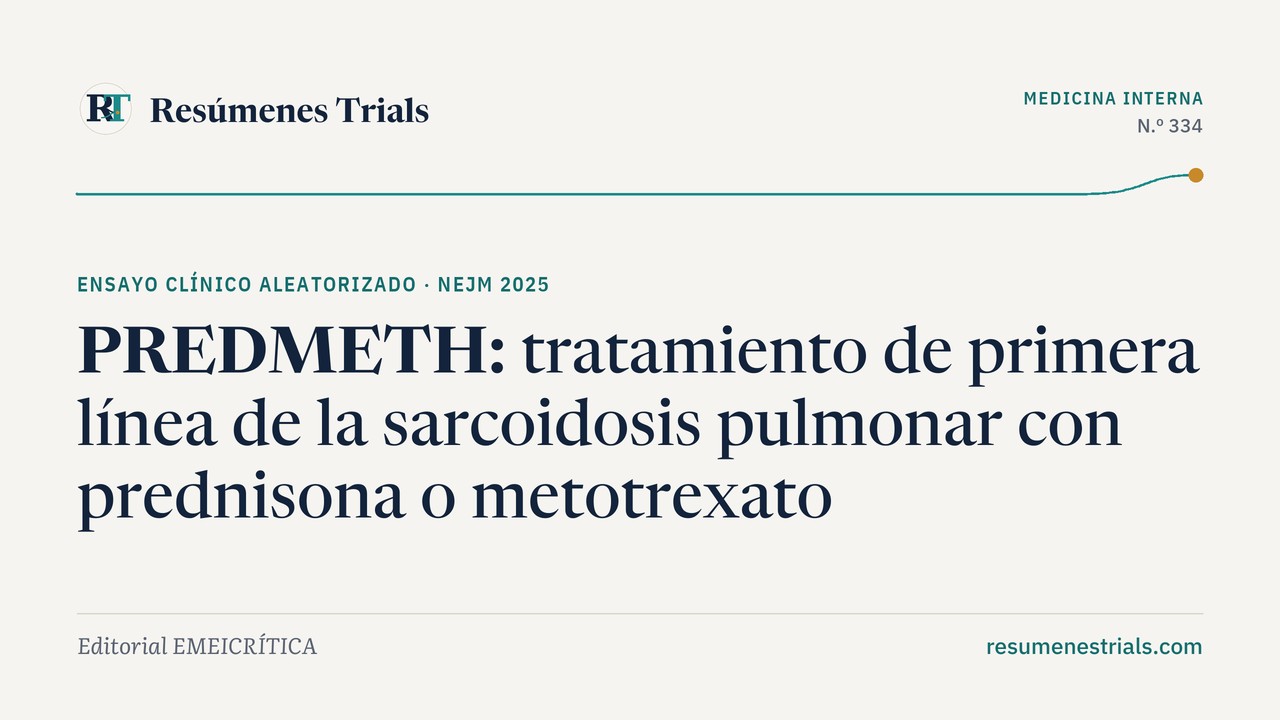 RT Resúmenes Trials
MEDICINA INTERNA
N.º 334
ENSAYO CLÍNICO ALEATORIZADO · NEJM 2025
PREDMETH: tratamiento de primera
línea de la sarcoidosis pulmonar con
prednisona o metotrexato
Editorial EMEICRÍTICA
resumenestrials.com